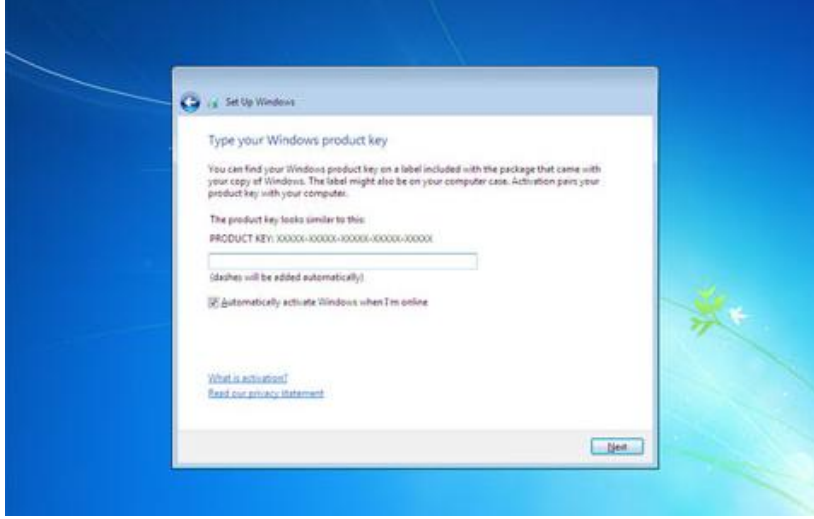 Set Up Windows
Type your Windows product key
You can find your Windows product key on a label included with the package that came with
your copy of Windows. The label might also be on your computer case. Activation pairs your
product key with your computer.
The product key looks similar to this:
PRODUCT KEY: XXXXX-XXXXX-XXXXX-XXXXX-XXXXX
(dashes will be added automatically)
Automatically activate Windows when I'm online
What is activation?
Read our privacy statement
Next